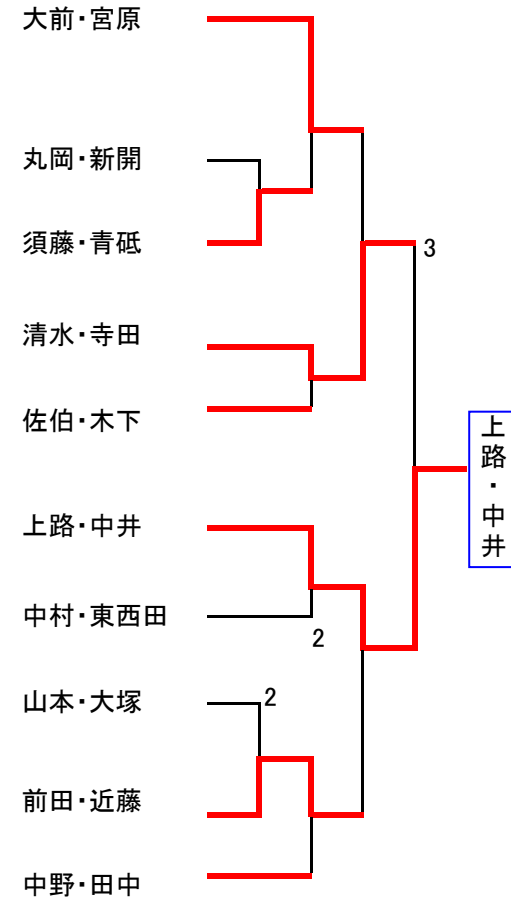 大前・宮原
丸岡・新開
須藤・青砥
3
清水・寺田
佐伯・木下
上路・中井
上路・中井
中村・東西田
2
山本・大塚
2
前田・近藤
中野・田中